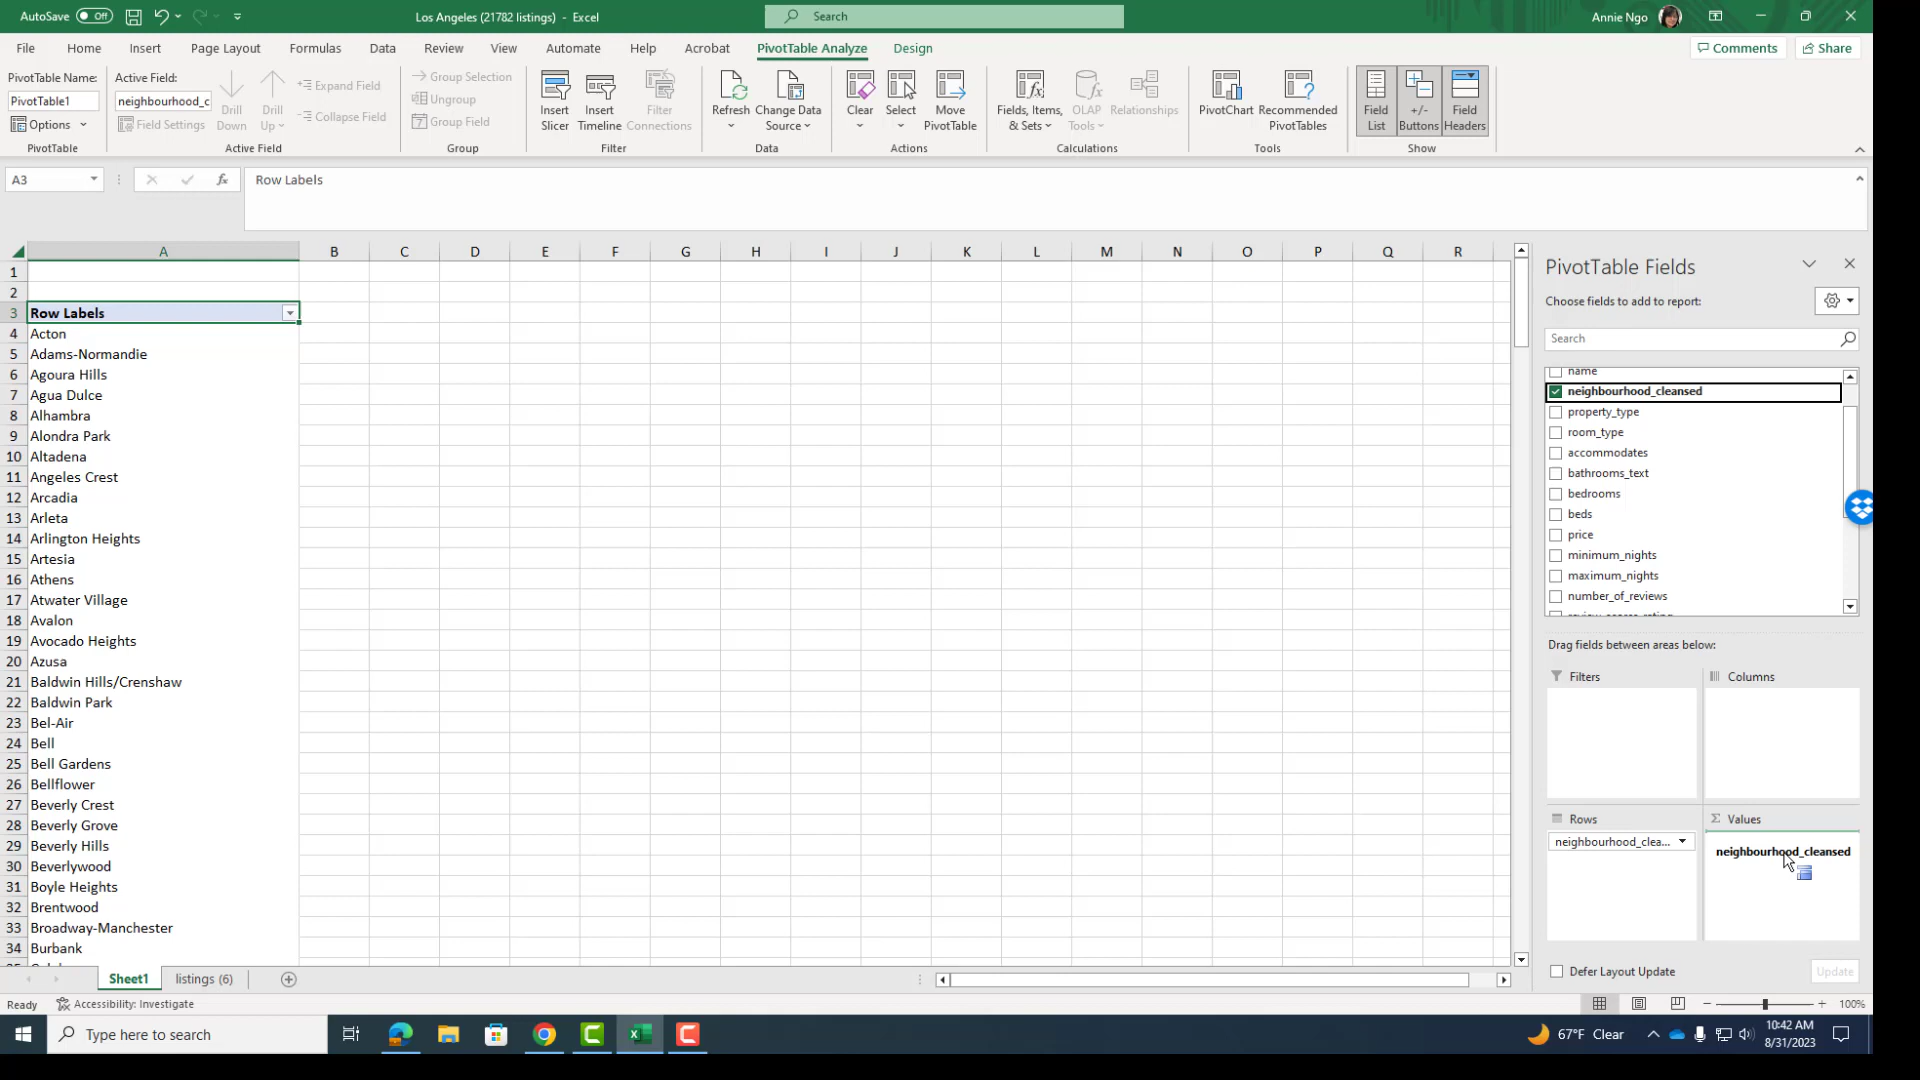 AutoSave Off
Los Angeles (21782 listings) - Excel
Search
Annie Ngo
File Home Insert Page Layout Formulas Data Review View Automate Help Acrobat PivotTable Analyze Design
Comments Share
PivotTable Name:
PivotTable1
Options
PivotTable
Active Field:
neighbourhood_c
Field Settings
Drill Down
Drill Up
Expand Field
Collapse Field
Active Field
Group Selection
Ungroup
Group Field
Group
Insert Slicer
Insert Timeline
Filter Connections
Filter
Refresh
Change Data Source
Data
Clear
Select
Move PivotTable
Actions
Fields, Items, & Sets
OLAP Tools
Relationships
Calculations
PivotChart
Recommended PivotTables
Tools
Field List
+/- Buttons
Field Headers
Show
A3
fx
Row Labels
A B C D E F G H I J K L M N O P Q R
1
2
3 Row Labels
4 Acton
5 Adams-Normandie
6 Agoura Hills
7 Agua Dulce
8 Alhambra
9 Alondra Park
10 Altadena
11 Angeles Crest
12 Arcadia
13 Arleta
14 Arlington Heights
15 Artesia
16 Athens
17 Atwater Village
18 Avalon
19 Avocado Heights
20 Azusa
21 Baldwin Hills/Crenshaw
22 Baldwin Park
23 Bel-Air
24 Bell
25 Bell Gardens
26 Bellflower
27 Beverly Crest
28 Beverly Grove
29 Beverly Hills
30 Beverlywood
31 Boyle Heights
32 Brentwood
33 Broadway-Manchester
34 Burbank
PivotTable Fields
Choose fields to add to report:
Search
name
neighbourhood_cleansed
property_type
room_type
accommodates
bathrooms_text
bedrooms
beds
price
minimum_nights
maximum_nights
number_of_reviews
Drag fields between areas below:
Filters
Columns
Rows
Σ Values
neighbourhood_clea...
neighbourhood_cleansed
Defer Layout Update
Update
Sheet1
listings (6)
Ready
Accessibility: Investigate
100%
Type here to search
67°F Clear
10:42 AM
8/31/2023